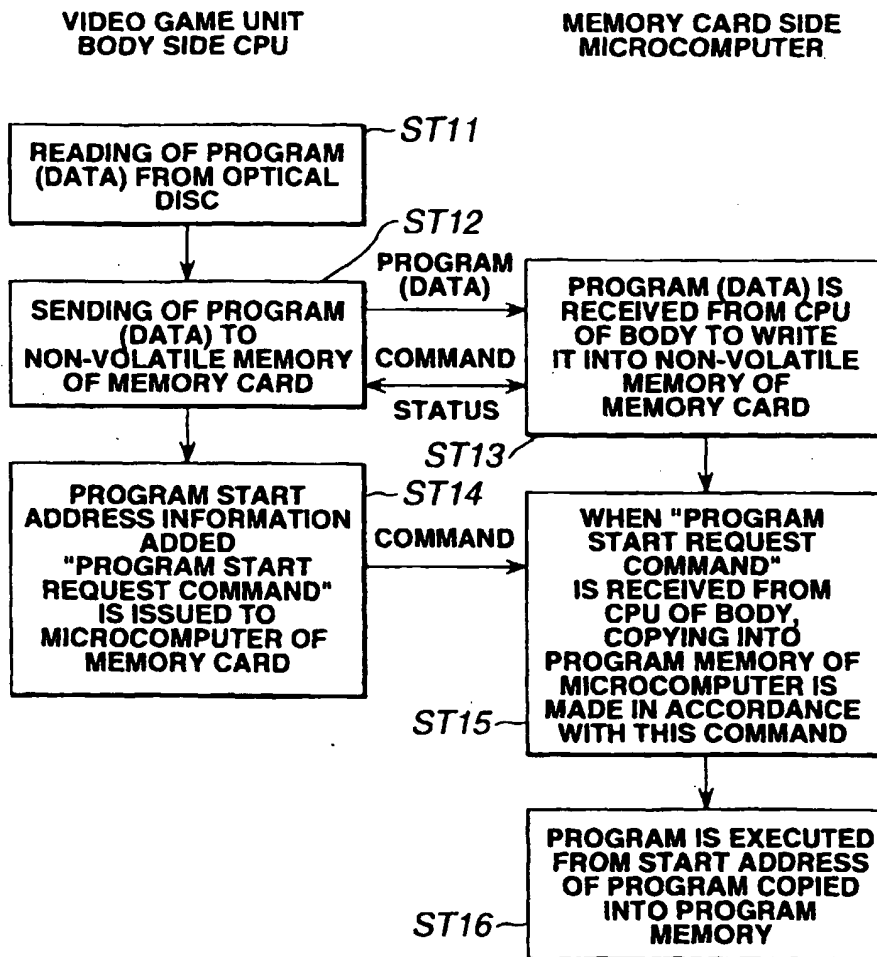 VIDEO GAME UNIT
BODY SIDE CPU
MEMORY CARD SIDE
MICROCOMPUTER
ST11
READING OF PROGRAM
(DATA) FROM OPTICAL
DISC
ST12
SENDING OF PROGRAM
(DATA) TO
NON-VOLATILE MEMORY
OF MEMORY CARD
PROGRAM
(DATA)
COMMAND
STATUS
PROGRAM (DATA) IS
RECEIVED FROM CPU
OF BODY TO WRITE
IT INTO NON-VOLATILE
MEMORY OF
MEMORY CARD
ST13
ST14
PROGRAM START
ADDRESS INFORMATION
ADDED
"PROGRAM START
REQUEST COMMAND"
IS ISSUED TO
MICROCOMPUTER OF
MEMORY CARD
COMMAND
WHEN "PROGRAM
START REQUEST
COMMAND"
IS RECEIVED FROM
CPU OF BODY,
COPYING INTO
PROGRAM MEMORY OF
MICROCOMPUTER IS
MADE IN ACCORDANCE
WITH THIS COMMAND
ST15
PROGRAM IS EXECUTED
FROM START ADDRESS
OF PROGRAM COPIED
INTO PROGRAM
MEMORY
ST16